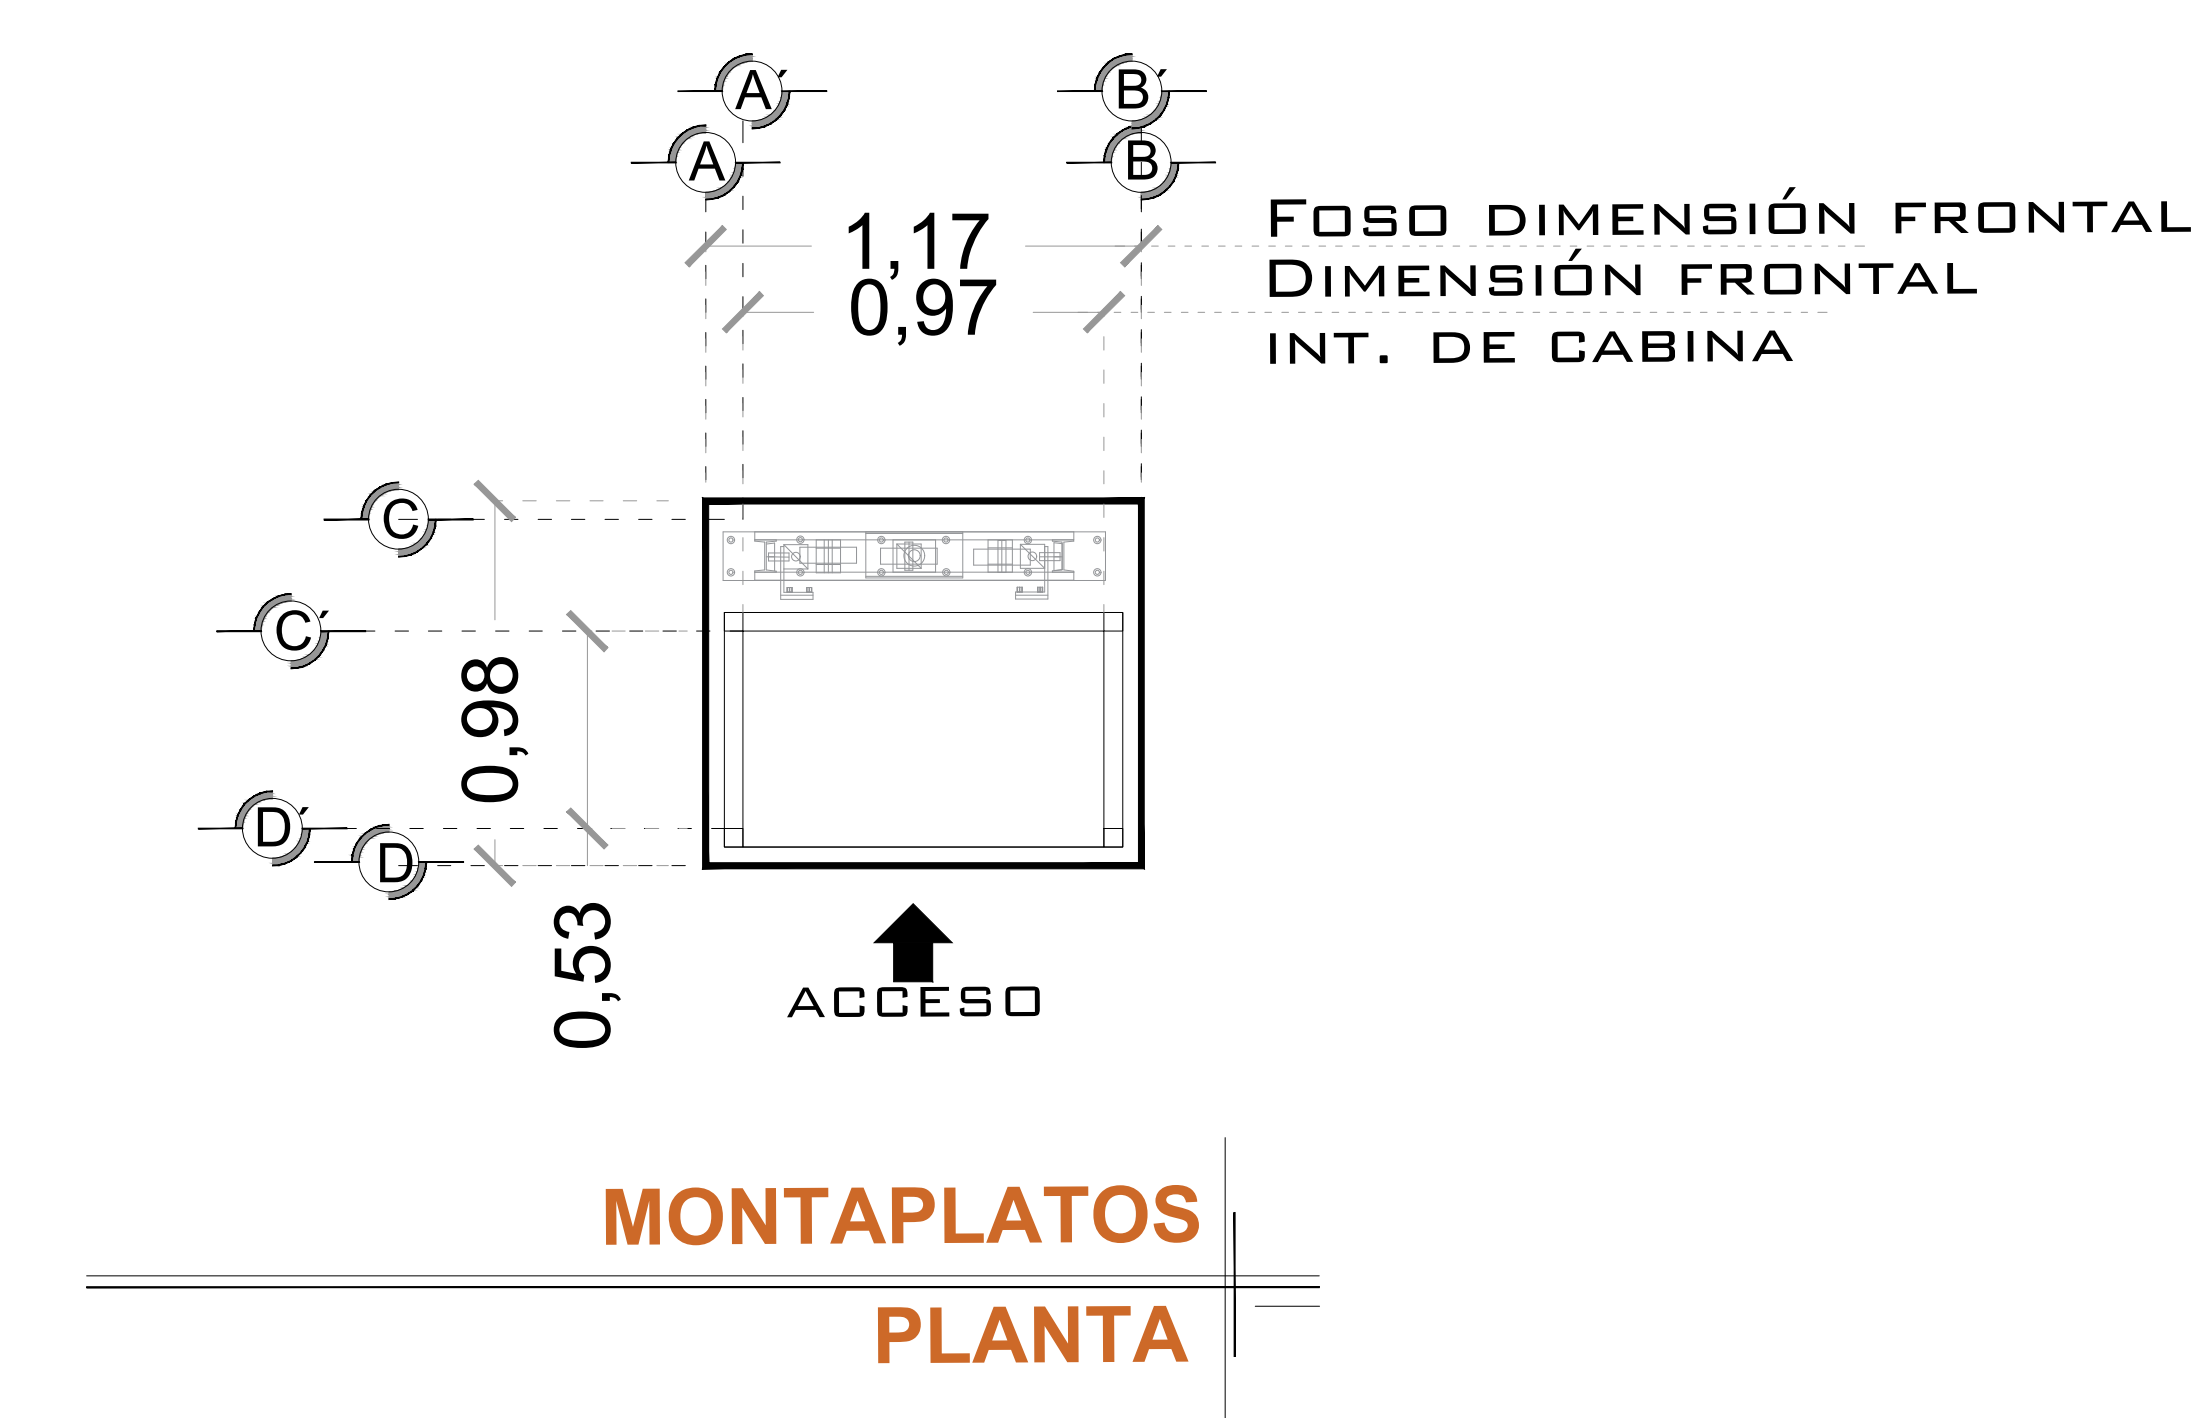 A´
B´
A
B
1,17
FOSO DIMENSIÓN FRONTAL
0,97
DIMENSIÓN FRONTAL
INT. DE CABINA
C
C´
0,98
D´
D
0,53
ACCESO
MONTAPLATOS
PLANTA